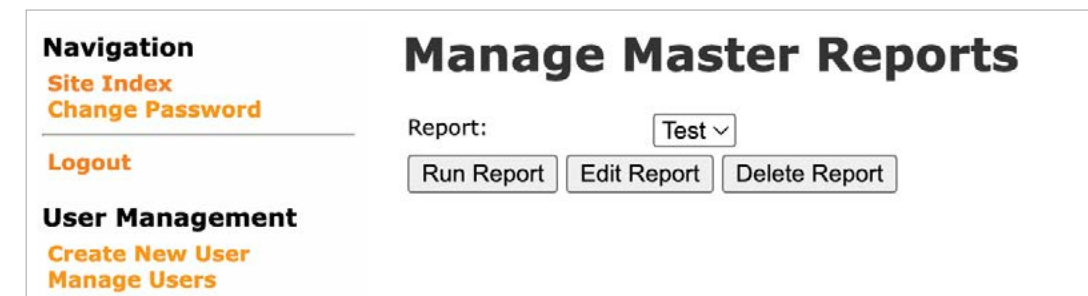 Navigation
Site Index
Change Password
Logout
User Management
Create New User
Manage Users
Manage Master Reports
Report: Test
Run Report Edit Report Delete Report